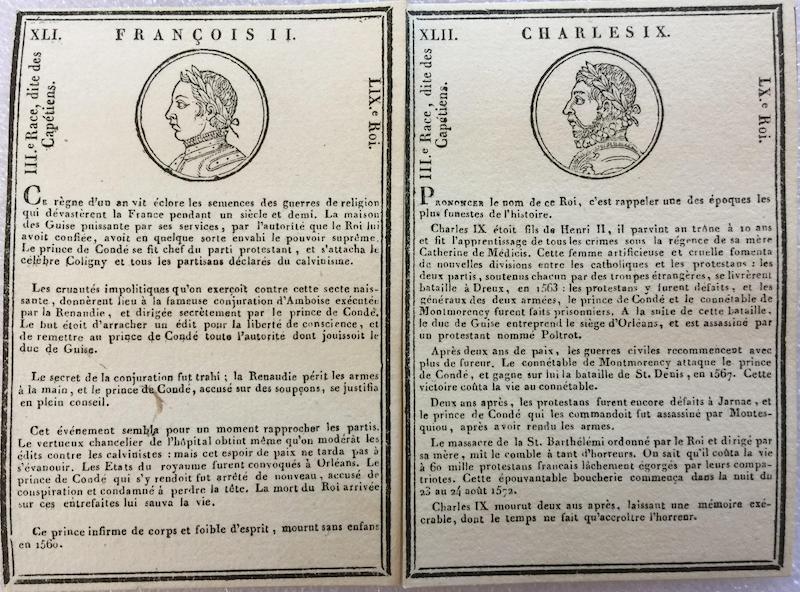 XLI.
FRANÇOIS II.
III.e Race, dite des
Capétiens.
LIX.e Roi.
CE règne d'un an vit éclore les semences des guerres de religion
qui dévastèrent la France pendant un siècle et demi. La maison
des Guise puissante par ses services, par l'autorité que le Roi lui
avoit confiée, avoit en quelque sorte envahi le pouvoir suprême.
Le prince de Condé se fit chef du parti protestant, et s'attacha le
célèbre Coligny et tous les partisans déclarés du calvinisme.
Les cruautés impolitiques qu'on exerçoit contre cette secte nais-
sante, donnèrent lieu à la fameuse conjuration d'Amboise exécutée
par la Renaudie, et dirigée secrètement par le prince de Condé.
Le but étoit d'arracher un édit pour la liberté de conscience, et
de remettre au prince de Condé toute l'autorité dont jouissoit le
duc de Guise.
Le secret de la conjuration fut trahi ; la Renaudie périt les armes
à la main, et le prince de Condé, accusé sur des soupçons, se justifia
en plein conseil.
Cet événement sembla pour un moment rapprocher les partis.
Le vertueux chancelier de l'hôpital obtint même qu'on modérât les
édits contre les calvinistes : mais cet espoir de paix ne tarda pas à
s'évanouir. Les Etats du royaume furent convoqués à Orléans. Le
prince de Condé qui s'y rendoit fut arrêté de nouveau, accusé de
conspiration et condamné à perdre la tête. La mort du Roi arrivée
sur ces entrefaites lui sauva la vie.
Ce prince infirme de corps et foible d'esprit, mourut sans enfans
en 1560.
XLII.
CHARLES IX.
III.e Race, dite des
Capétiens.
LX.e Roi.
PRONONCER le nom de ce Roi, c'est rappeler une des époques les
plus funestes de l'histoire.
Charles IX étoit fils de Henri II, il parvint au trône à 10 ans
et fit l'apprentissage de tous les crimes sous la régence de sa mère
Catherine de Médicis. Cette femme artificieuse et cruelle fomenta
de nouvelles divisions entre les catholiques et les protestans : les
deux partis, soutenus chacun par des troupes étrangères, se livrèrent
bataille à Dreux, en 1563 : les protestans y furent défaits, et les
généraux des deux armées, le prince de Condé et le connétable de
Montmorency furent faits prisonniers. A la suite de cette bataille,
le duc de Guise entreprend le siège d'Orléans, et est assassiné par
un protestant nommé Poltrot.
Après deux ans de paix, les guerres civiles recommencent avec
plus de fureur. Le connétable de Montmorency attaque le prince
de Condé, et gagne sur lui la bataille de St. Denis, en 1567. Cette
victoire coûta la vie au connétable.
Deux ans après, les protestans furent encore défaits à Jarnac, et
le prince de Condé qui les commandoit fut assassiné par Montes-
quiou, après avoir rendu les armes.
Le massacre de la St. Barthélémi ordonné par le Roi et dirigé par
sa mère, mit le comble à tant d'horreurs. On sait qu'il coûta la vie
à 60 mille protestans francais lâchement égorgés par leurs compa-
triotes. Cette épouvantable boucherie commença dans la nuit du
23 au 24 août 1572.
Charles IX mourut deux ans après, laissant une mémoire exé-
crable, dont le temps ne fait qu'accroître l'horreur.